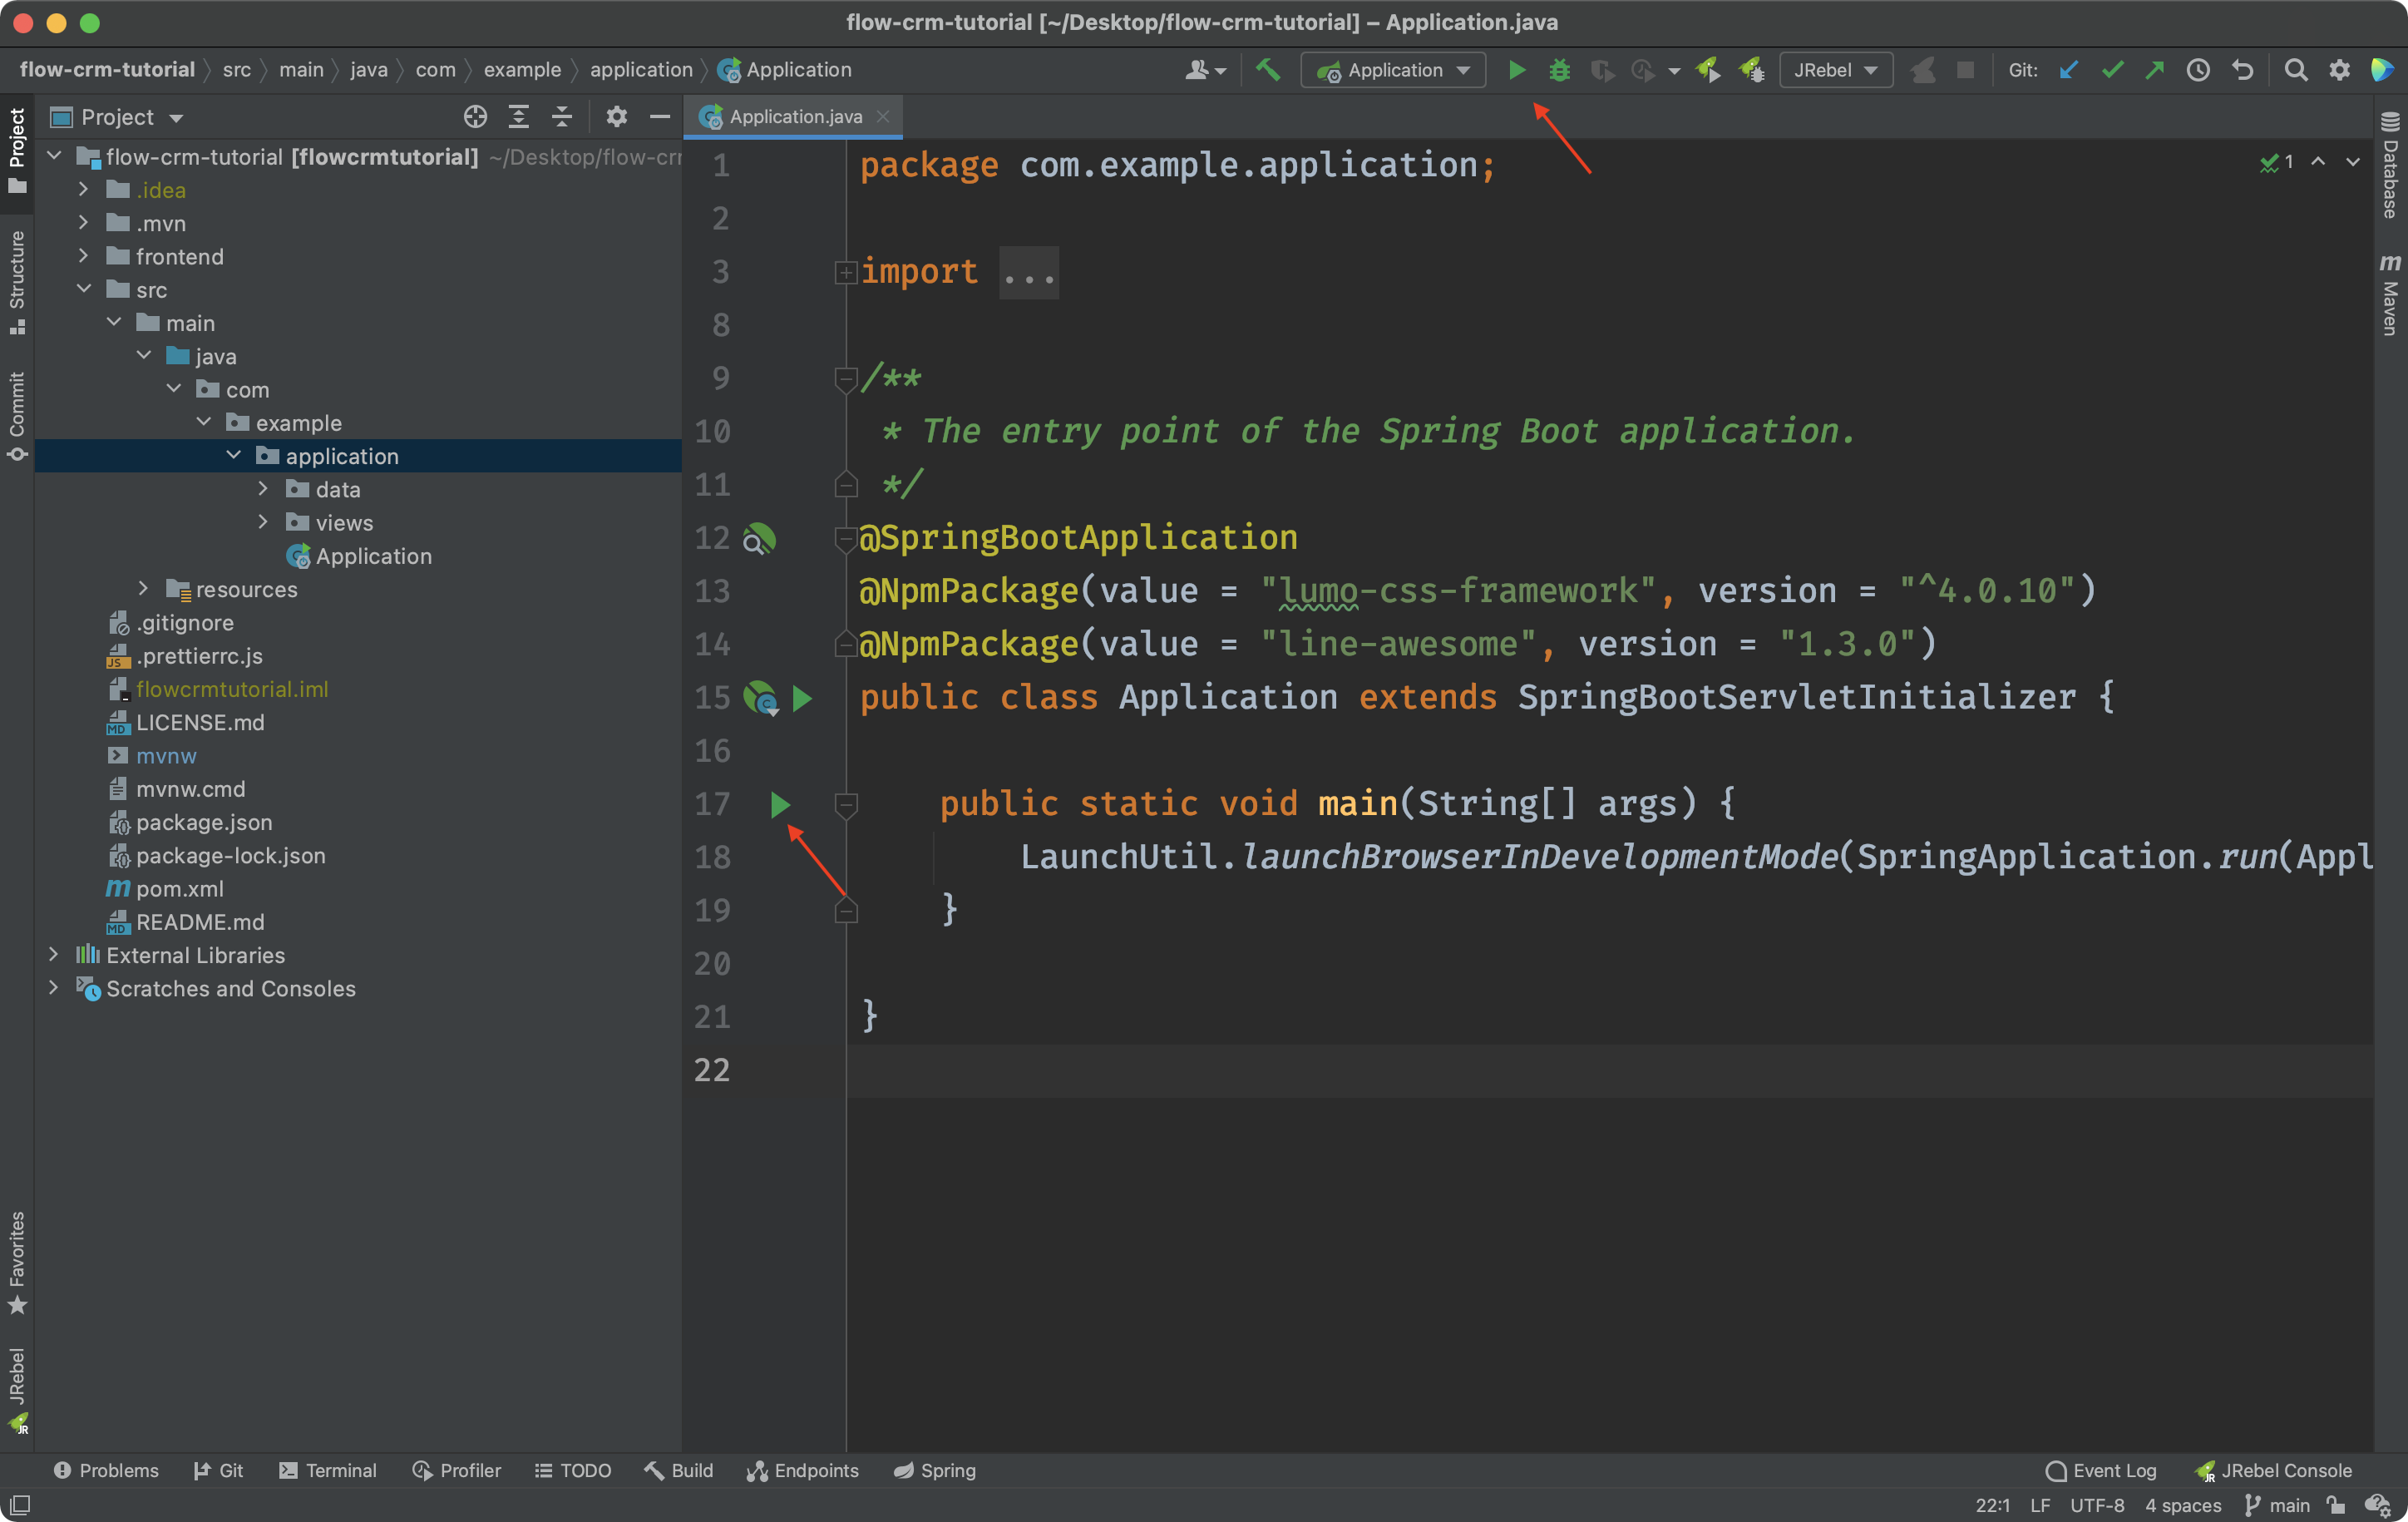 flow-crm-tutorial [~/Desktop/flow-crm-tutorial] – Application.java
flow-crm-tutorial src main java com example application Application
Application JRebel Git:
Project
Application.java
Project
Structure
Commit
Favorites
JRebel
JR
flow-crm-tutorial [flowcrmtutorial] ~/Desktop/flow-crr
.idea
.mvn
frontend
src
main
java
com
example
application
data
views
Application
resources
.gitignore
.prettierrc.js
flowcrmtutorial.iml
LICENSE.md
mvnw
mvnw.cmd
package.json
package-lock.json
pom.xml
README.md
External Libraries
Scratches and Consoles
1 package com.example.application;
2
3 import ...
8
9 /**
10 * The entry point of the Spring Boot application.
11 */
12 @SpringBootApplication
13 @NpmPackage(value = "lumo-css-framework", version = "^4.0.10")
14 @NpmPackage(value = "line-awesome", version = "1.3.0")
15 public class Application extends SpringBootServletInitializer {
16
17 public static void main(String[] args) {
18 LaunchUtil.launchBrowserInDevelopmentMode(SpringApplication.run(Appl
19 }
20
21 }
22
1
Database
m Maven
Problems Git Terminal Profiler TODO Build Endpoints Spring Event Log JRebel Console
22:1 LF UTF-8 4 spaces main